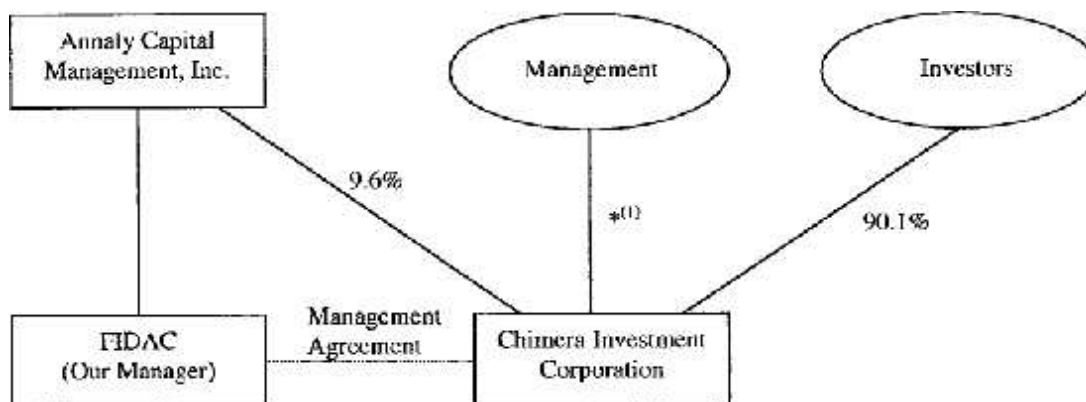 Annaly Capital
Management, Inc.
Management
Investors
9.6%
*(1)
90.1%
FIDAC
(Our Manager)
Management
Agreement
Chimera Investment
Corporation